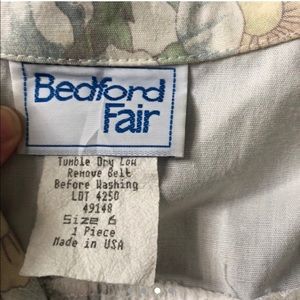 Bedford
Fair
Tumble Dry Low
Remove Belt
Before Washing
LOT 4250
49148
Size 6
1 Piece
Made in USA